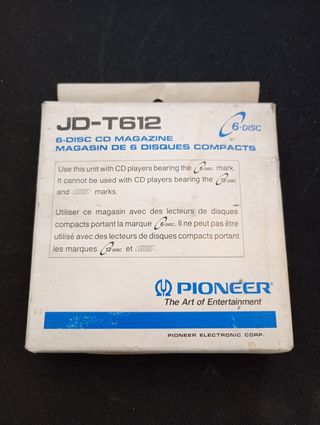 JD-T612
6-DISC
6-DISC CD MAGAZINE
MAGASIN DE 6 DISQUES COMPACTS
Use this unit with CD players bearing the 6-DISC mark.
It cannot be used with CD players bearing the 12-DISC
and marks.
Utiliser ce magasin avec des lecteurs de disques
compacts portant la marque 6-DISC. Il ne peut pas être
utilisé avec des lecteurs de disques compacts portant
les marques 12-DISC et .
PIONEER
The Art of Entertainment
PIONEER ELECTRONIC CORP.